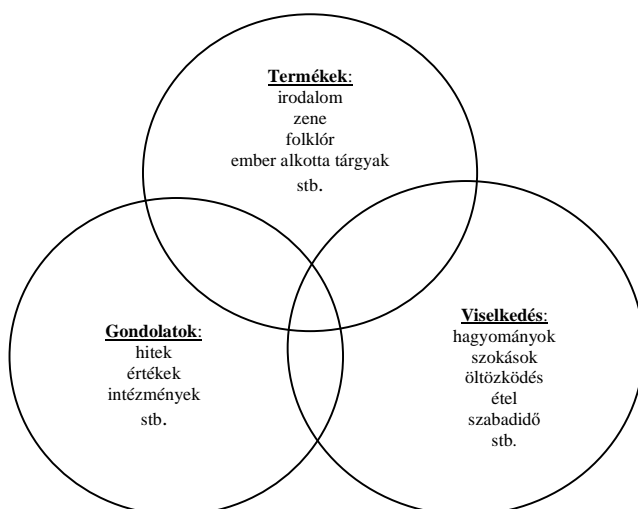 Termékek:
irodalom
zene
folklór
ember alkotta tárgyak
stb.
Gondolatok:
hitek
értékek
intézmények
stb.
Viselkedés:
hagyományok
szokások
öltözködés
étel
szabadidő
stb.